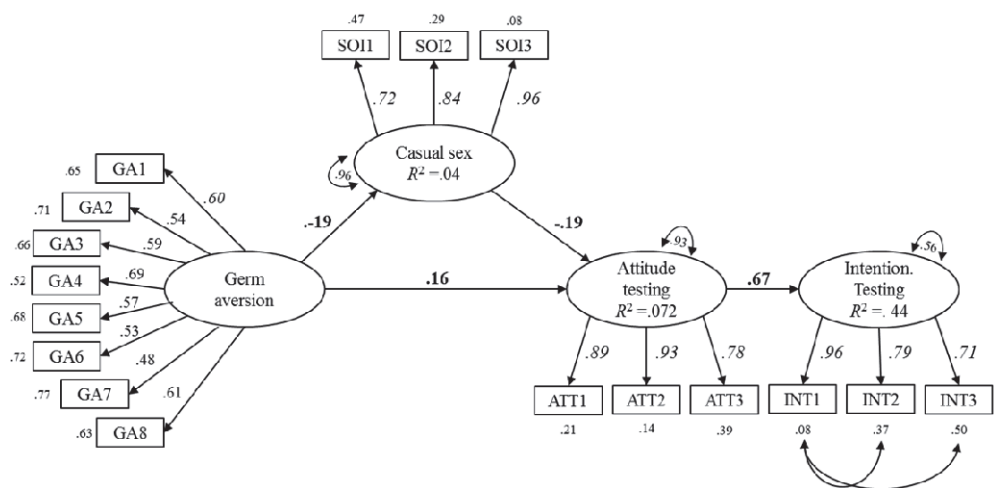 .47 .29 .08
SOI1 SOI2 SOI3
.72 .84 .96
Casual sex
R² =.04
.96
.65 GA1
.60
.71 GA2
.54
.66 GA3
.59
.52 GA4
.69
.68 GA5
.57
.72 GA6
.53
.77 GA7
.48
.63 GA8
.61
Germ
aversion
.-19
-.19
.16
.93
Attitude
testing
R² =.072
.67
.56
Intention.
Testing
R² =. 44
.89 .93 .78
.96 .79 .71
ATT1 ATT2 ATT3
INT1 INT2 INT3
.21 .14 .39
.08 .37 .50